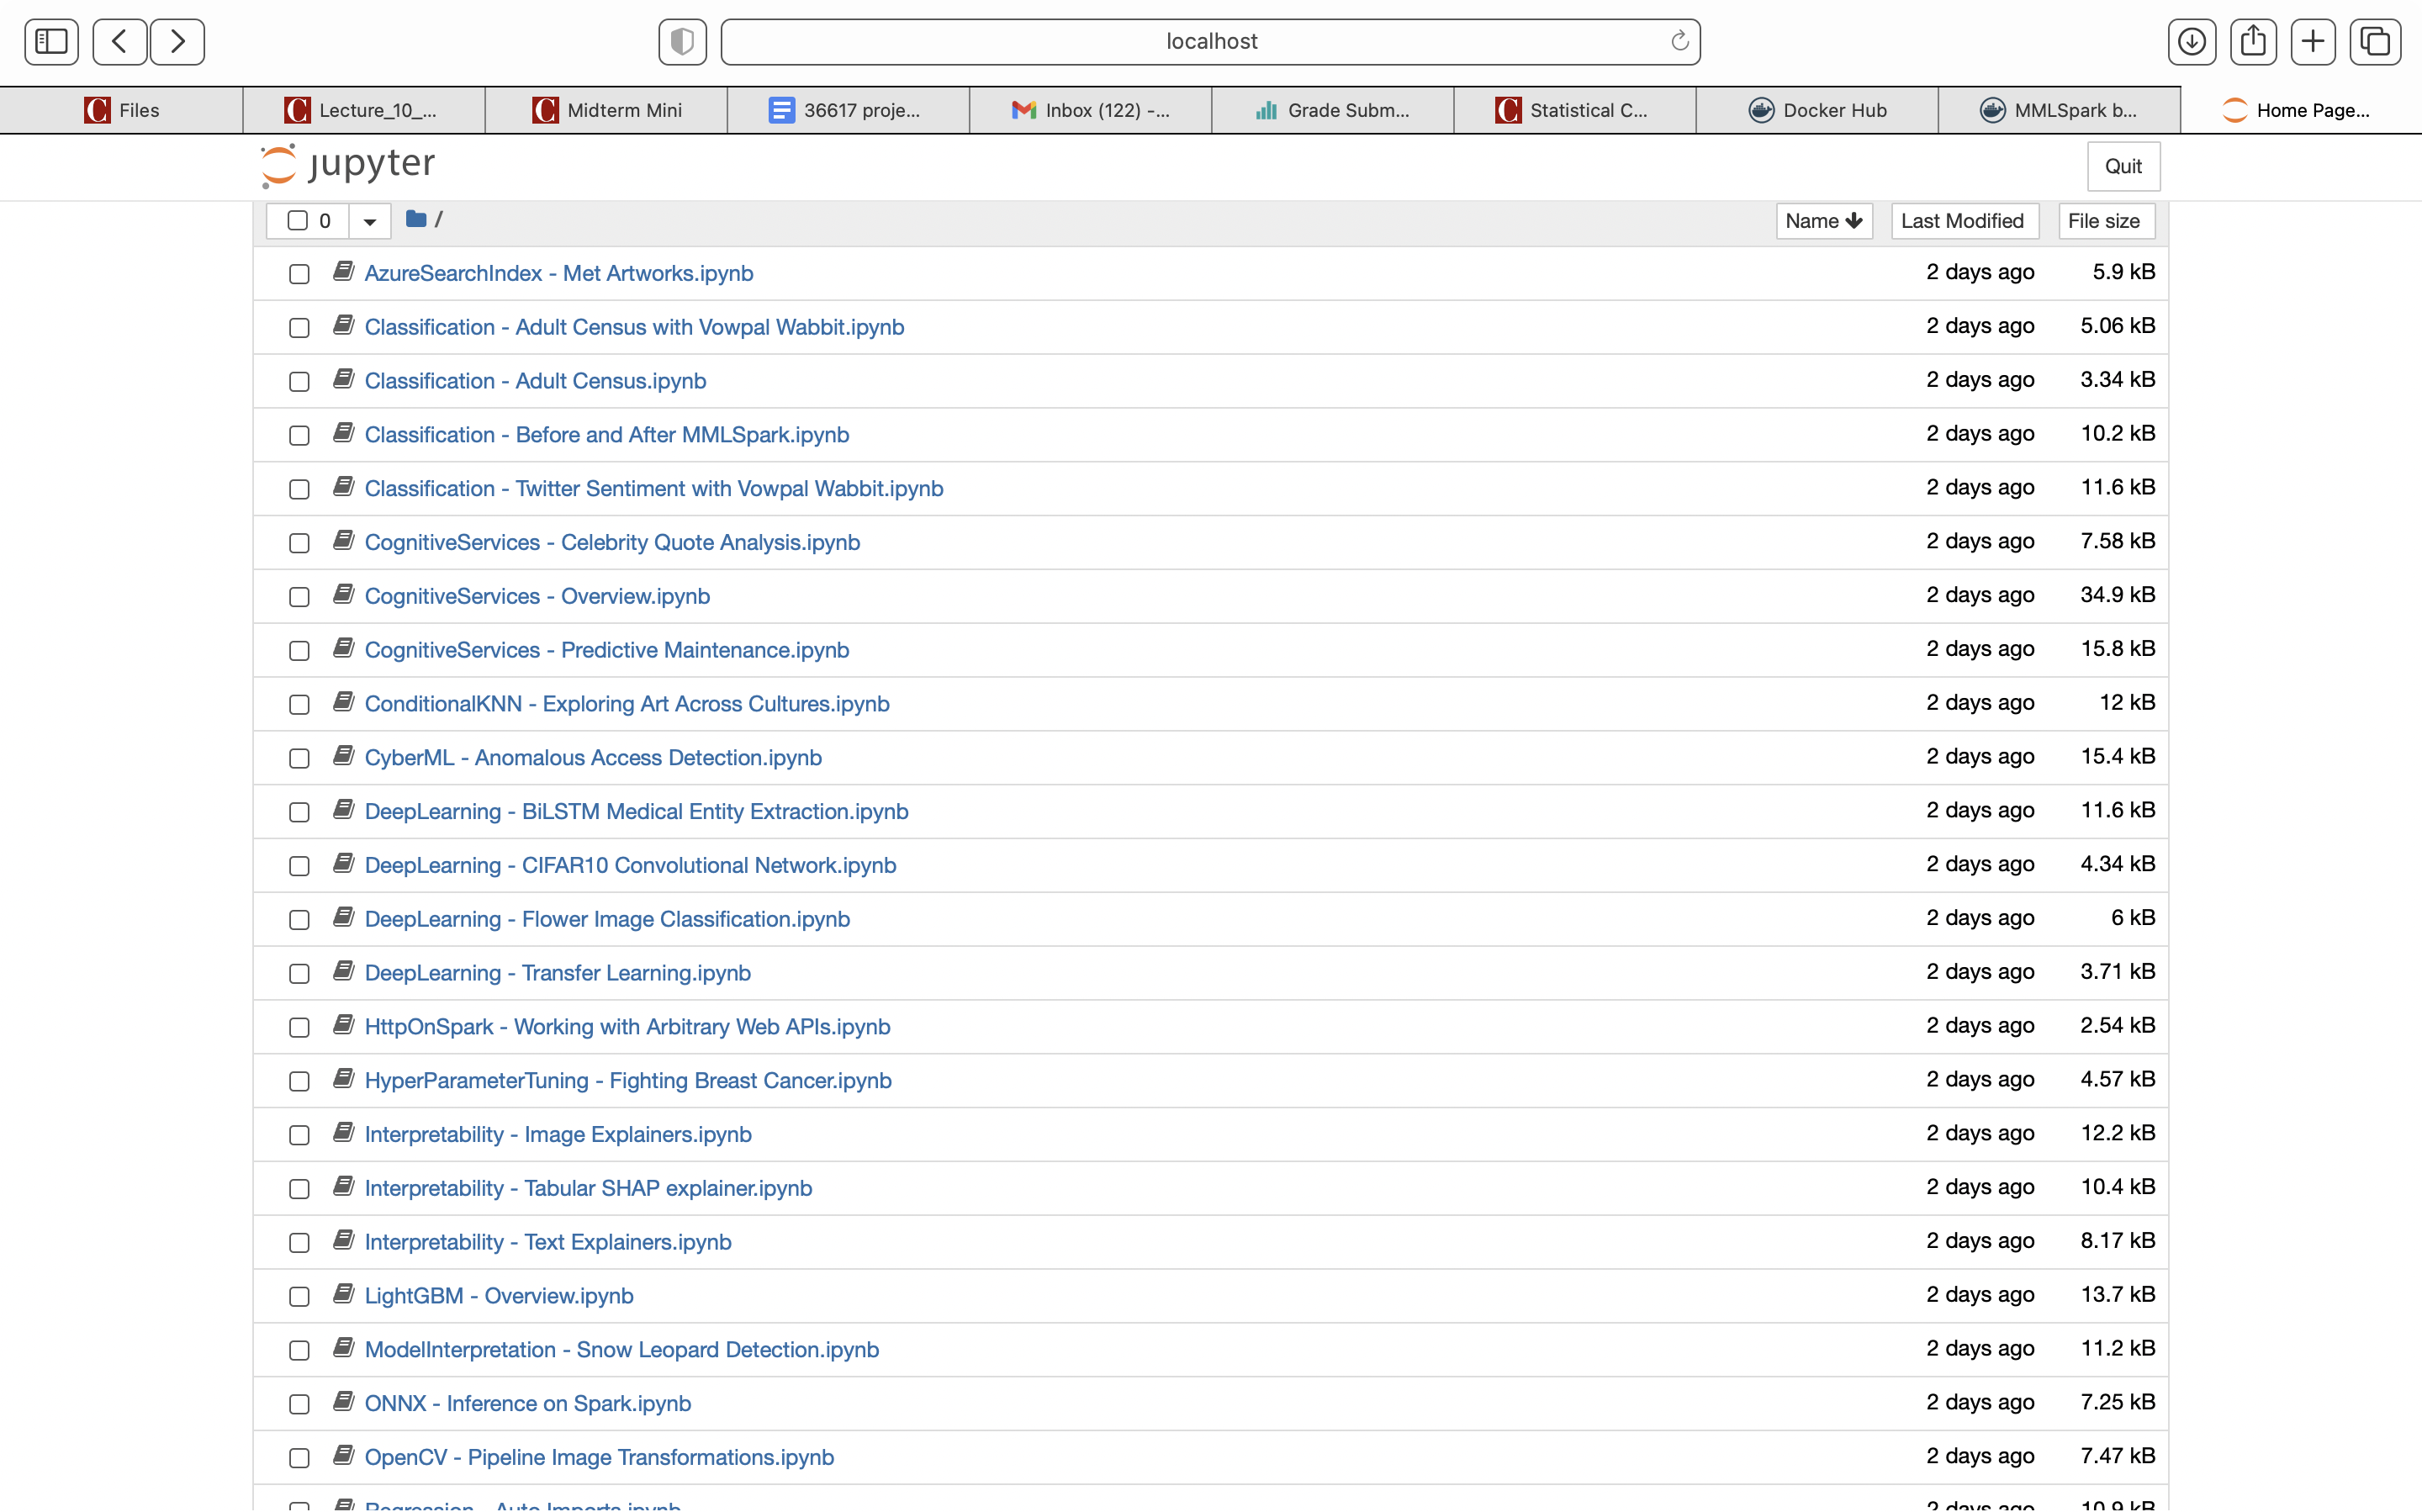 localhost
Files Lecture_10_... Midterm Mini 36617 proje... Inbox (122) -... Grade Subm... Statistical C... Docker Hub MMLSpark b... Home Page...
jupyter Quit
0 / Name Last Modified File size
AzureSearchIndex - Met Artworks.ipynb 2 days ago 5.9 kB
Classification - Adult Census with Vowpal Wabbit.ipynb 2 days ago 5.06 kB
Classification - Adult Census.ipynb 2 days ago 3.34 kB
Classification - Before and After MMLSpark.ipynb 2 days ago 10.2 kB
Classification - Twitter Sentiment with Vowpal Wabbit.ipynb 2 days ago 11.6 kB
CognitiveServices - Celebrity Quote Analysis.ipynb 2 days ago 7.58 kB
CognitiveServices - Overview.ipynb 2 days ago 34.9 kB
CognitiveServices - Predictive Maintenance.ipynb 2 days ago 15.8 kB
ConditionalKNN - Exploring Art Across Cultures.ipynb 2 days ago 12 kB
CyberML - Anomalous Access Detection.ipynb 2 days ago 15.4 kB
DeepLearning - BiLSTM Medical Entity Extraction.ipynb 2 days ago 11.6 kB
DeepLearning - CIFAR10 Convolutional Network.ipynb 2 days ago 4.34 kB
DeepLearning - Flower Image Classification.ipynb 2 days ago 6 kB
DeepLearning - Transfer Learning.ipynb 2 days ago 3.71 kB
HttpOnSpark - Working with Arbitrary Web APIs.ipynb 2 days ago 2.54 kB
HyperParameterTuning - Fighting Breast Cancer.ipynb 2 days ago 4.57 kB
Interpretability - Image Explainers.ipynb 2 days ago 12.2 kB
Interpretability - Tabular SHAP explainer.ipynb 2 days ago 10.4 kB
Interpretability - Text Explainers.ipynb 2 days ago 8.17 kB
LightGBM - Overview.ipynb 2 days ago 13.7 kB
ModelInterpretation - Snow Leopard Detection.ipynb 2 days ago 11.2 kB
ONNX - Inference on Spark.ipynb 2 days ago 7.25 kB
OpenCV - Pipeline Image Transformations.ipynb 2 days ago 7.47 kB
Regression - Auto Imports.ipynb 2 days ago 10.9 kB